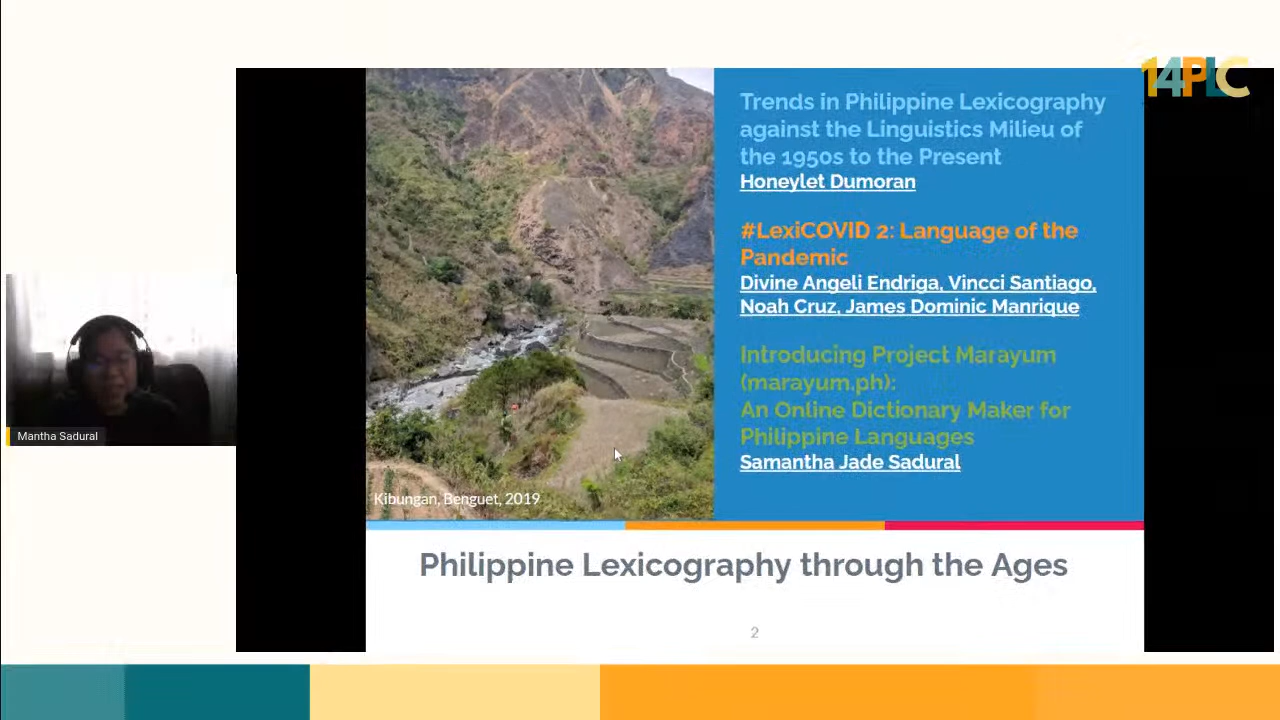 14PLC
Trends in Philippine Lexicography
against the Linguistics Milieu of
the 1950s to the Present
Honeylet Dumoran
#LexiCOVID 2: Language of the
Pandemic
Divine Angeli Endriga, Vincci Santiago,
Noah Cruz, James Dominic Manrique
Introducing Project Marayum
(marayum.ph):
An Online Dictionary Maker for
Philippine Languages
Samantha Jade Sadural
Mantha Sadural
Kibungan, Benguet, 2019
Philippine Lexicography through the Ages
2